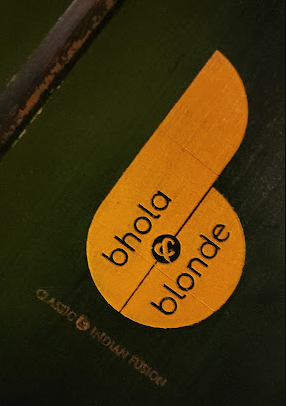 bhola
&
blonde
CLASSIC & INDIAN FUSION